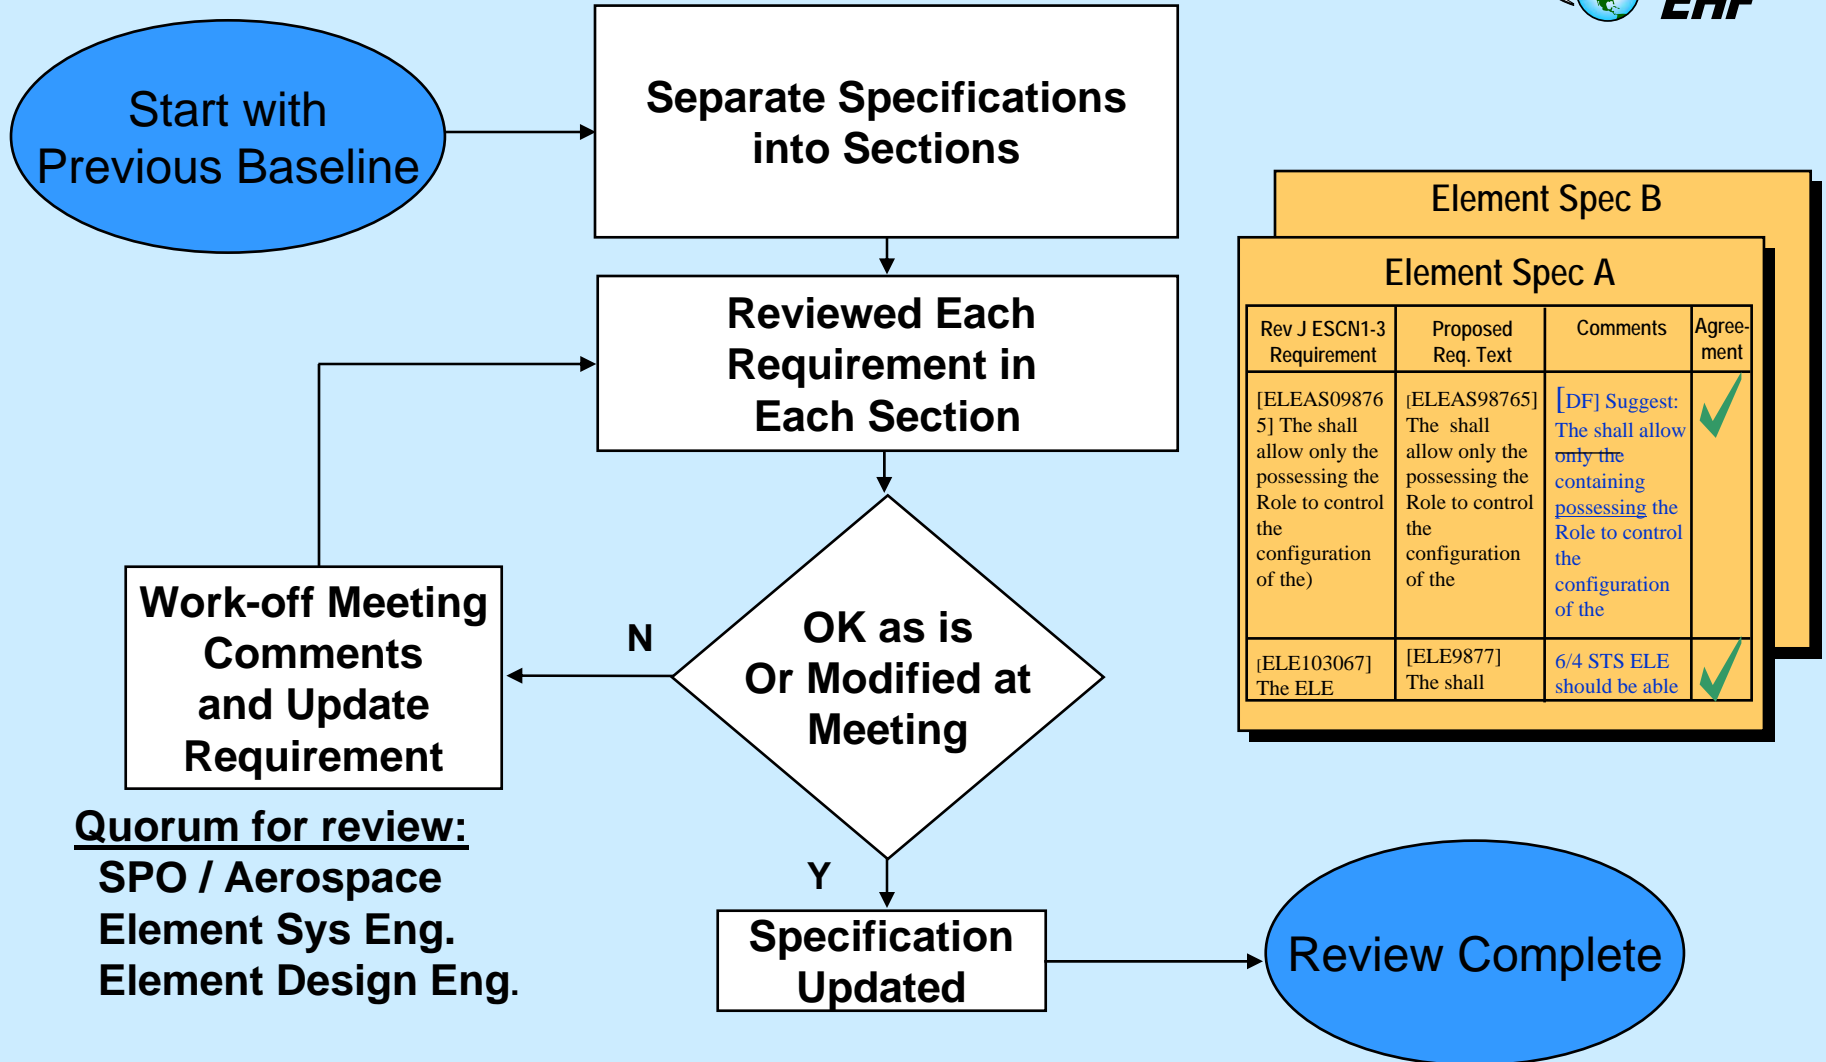 EHF
Start with
Previous Baseline
Separate Specifications
into Sections
Reviewed Each
Requirement in
Each Section
OK as is
Or Modified at
Meeting
N
Work-off Meeting
Comments
and Update
Requirement
Y
Specification
Updated
Review Complete
Quorum for review:
SPO / Aerospace
Element Sys Eng.
Element Design Eng.
Element Spec B
Element Spec A
Rev J ESCN1-3
Requirement
Proposed
Req. Text
Comments
Agree-
ment
[ELEAS09876
5] The shall
allow only the
possessing the
Role to control
the
configuration
of the)
[ELEAS98765]
The shall
allow only the
possessing the
Role to control
the
configuration
of the
[DF] Suggest:
The shall allow
only the
containing
possessing the
Role to control
the
configuration
of the
[ELE103067]
The ELE
[ELE9877]
The shall
6/4 STS ELE
should be able